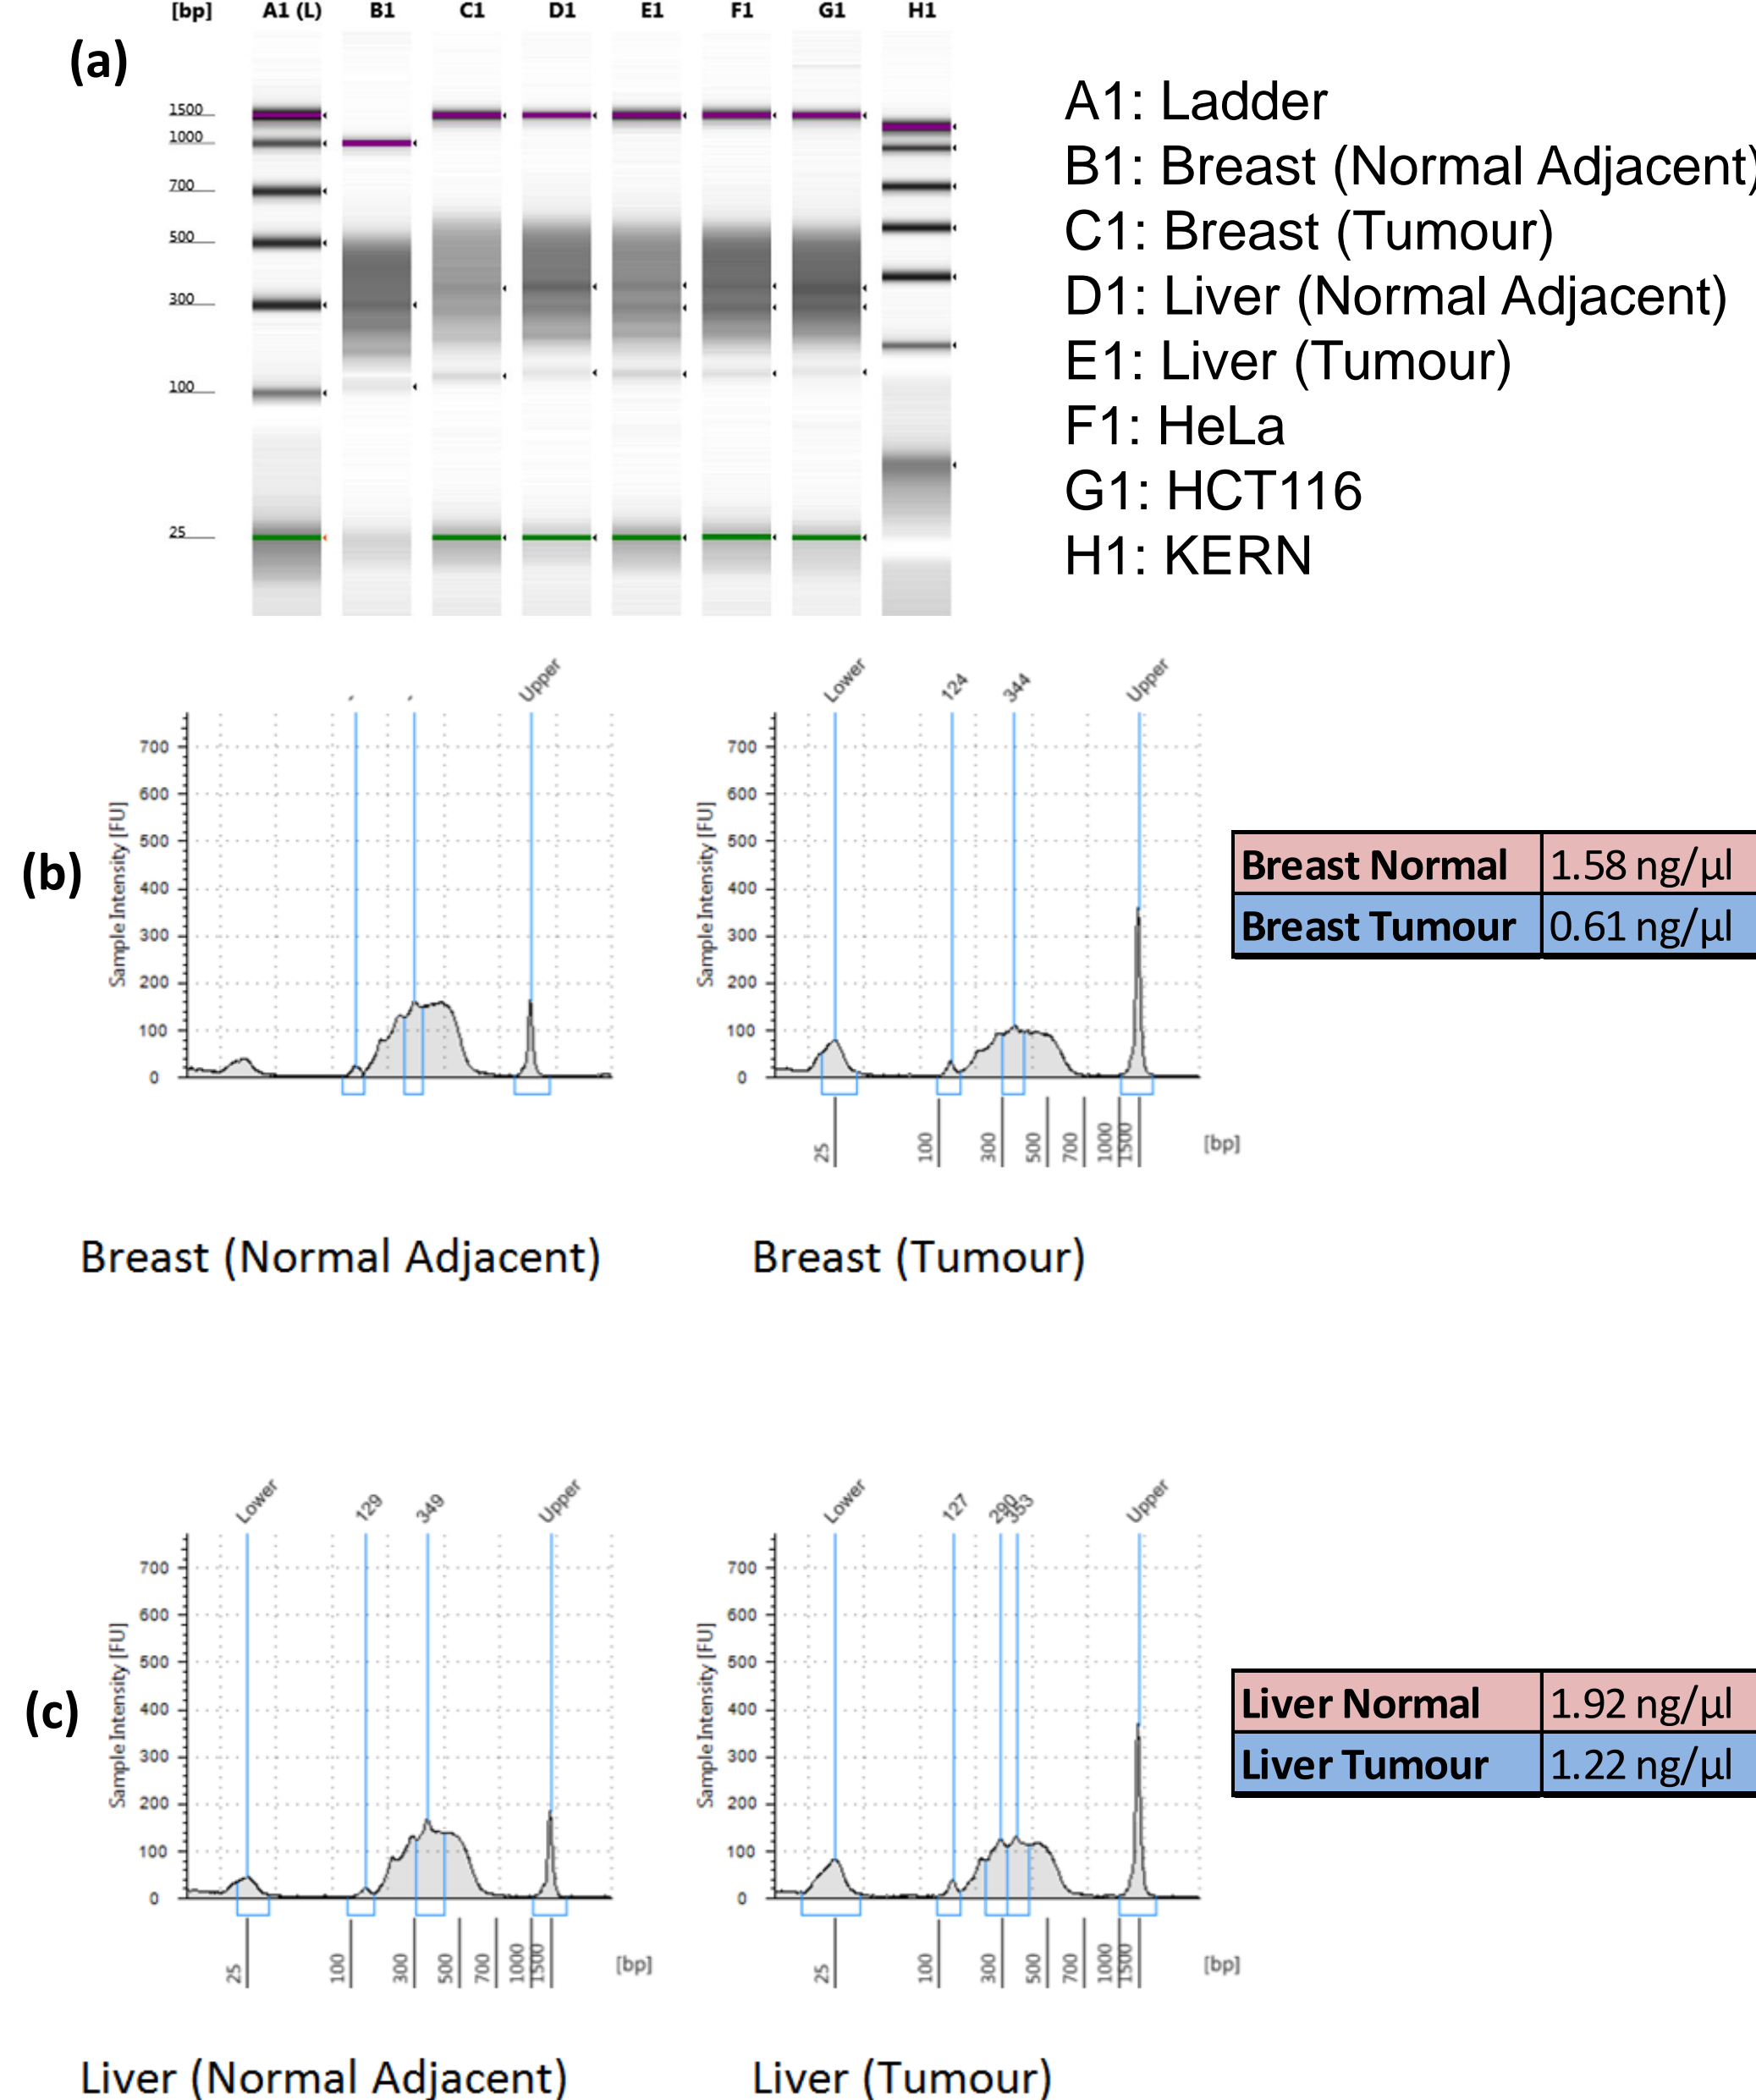 [bp] A1 (L) B1 C1 D1 E1 F1 G1 H1
(a)
1500
1000
700
500
300
100
25
A1: Ladder
B1: Breast (Normal Adjacent)
C1: Breast (Tumour)
D1: Liver (Normal Adjacent)
E1: Liver (Tumour)
F1: HeLa
G1: HCT116
H1: KERN
(b)
- - Upper
Sample Intensity [FU]
700
600
500
400
300
200
100
0
Breast (Normal Adjacent)
Lower 124 344 Upper
Sample Intensity [FU]
700
600
500
400
300
200
100
0
25 100 300 500 700 1000 1500 [bp]
Breast (Tumour)
Breast Normal 1.58 ng/µl
Breast Tumour 0.61 ng/µl
(c)
Lower 129 349 Upper
Sample Intensity [FU]
700
600
500
400
300
200
100
0
25 100 300 500 700 1000 1500 [bp]
Liver (Normal Adjacent)
Lower 127 290 353 Upper
Sample Intensity [FU]
700
600
500
400
300
200
100
0
25 100 300 500 700 1000 1500 [bp]
Liver (Tumour)
Liver Normal 1.92 ng/µl
Liver Tumour 1.22 ng/µl